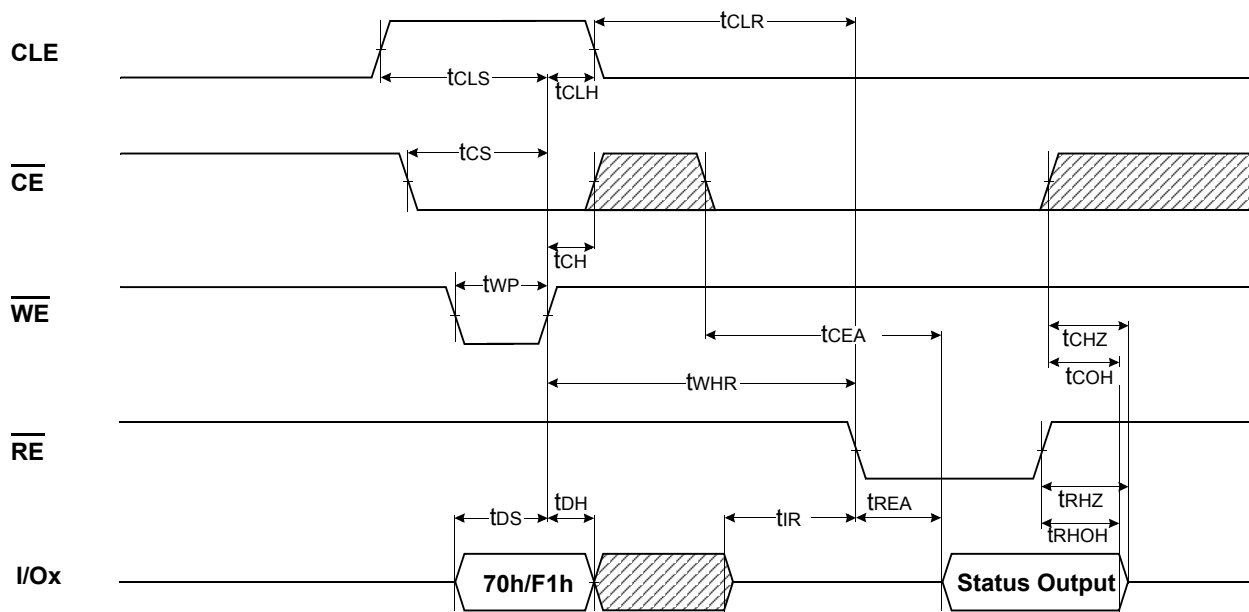 tCLR
CLE
tCLS
tCLH
tCS
CE
tCH
tWP
WE
tCEA
tCHZ
tCOH
tWHR
RE
tRHZ
tRHOH
tDS
tDH
tIR
tREA
I/Ox
70h/F1h
Status Output